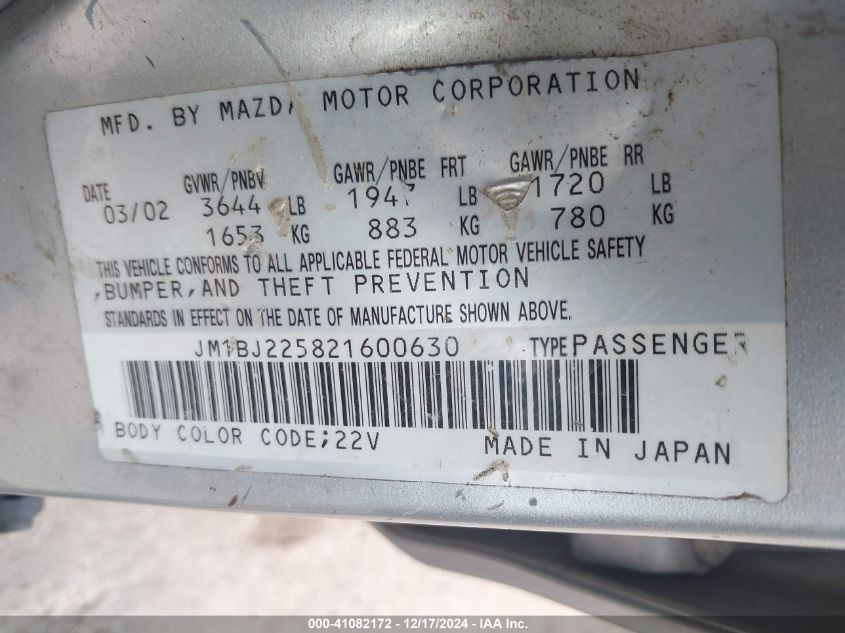 MFD. BY MAZDA MOTOR CORPORATION
DATE GVWR/PNBV GAWR/PNBE FRT GAWR/PNBE RR
03/02 3644 LB 1947 LB 1720 LB
1653 KG 883 KG 780 KG
THIS VEHICLE CONFORMS TO ALL APPLICABLE FEDERAL MOTOR VEHICLE SAFETY
,BUMPER,AND THEFT PREVENTION
STANDARDS IN EFFECT ON THE DATE OF MANUFACTURE SHOWN ABOVE.
JM1BJ225821600630 TYPE PASSENGER
BODY COLOR CODE;22V MADE IN JAPAN
000-41082172 - 12/17/2024 - IAA Inc.